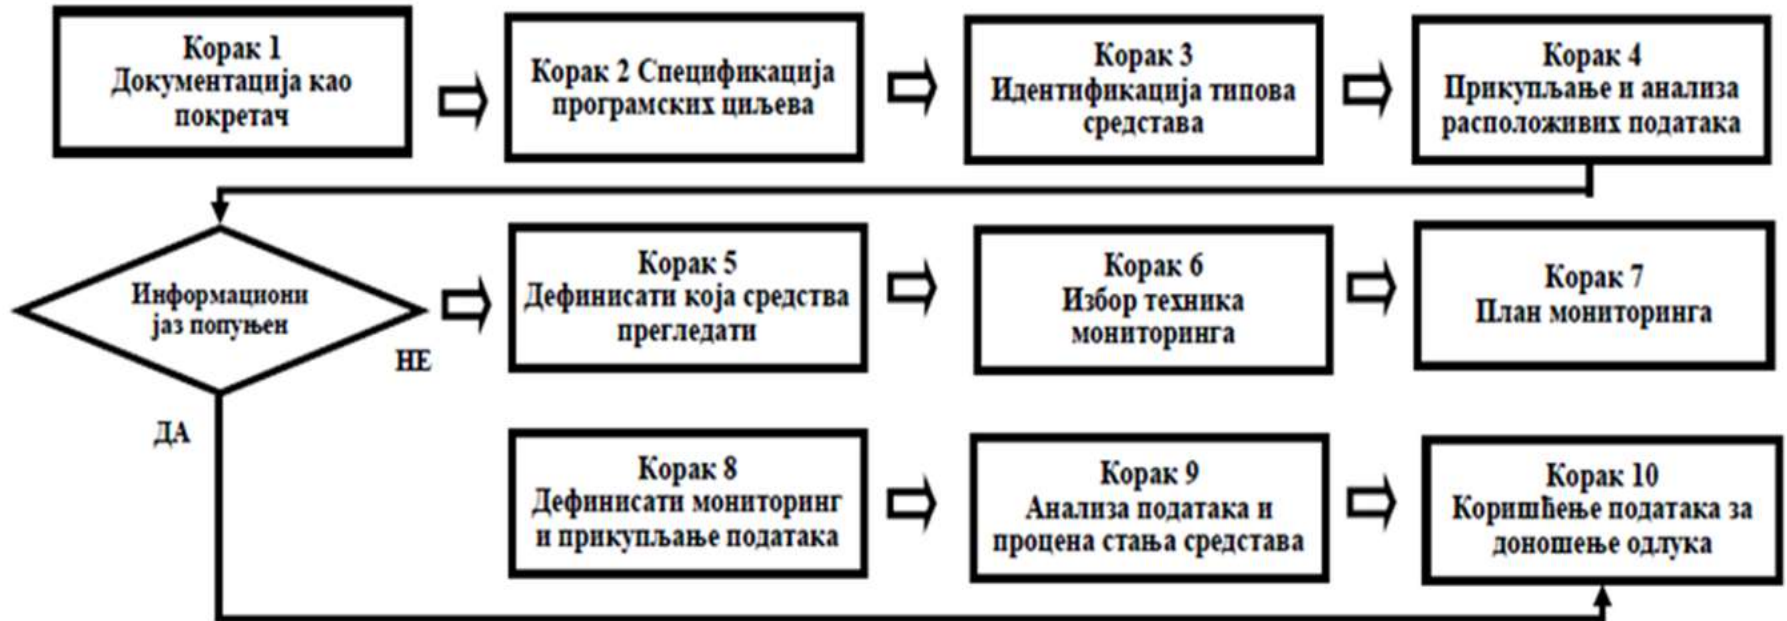 Корак 1
Документација као
покретач
Корак 2 Спецификација
програмских циљева
Корак 3
Идентификација типова
средстава
Корак 4
Прикупљање и анализа
расположивих података
Информациони
јаз попуњен
НЕ
ДА
Корак 5
Дефинисати која средства
прегледати
Корак 6
Избор техника
мониторинга
Корак 7
План мониторинга
Корак 8
Дефинисати мониторинг
и прикупљање података
Корак 9
Анализа података и
процена стања средстава
Корак 10
Коришћење података за
доношење одлука